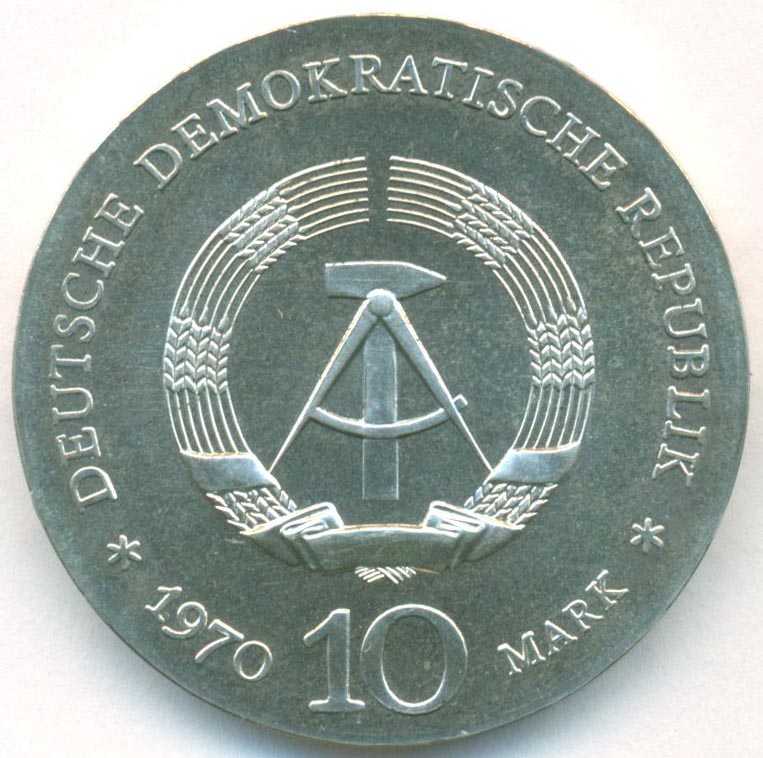 DEUTSCHE DEMOKRATISCHE REPUBLIK
* 1970 10 MARK *